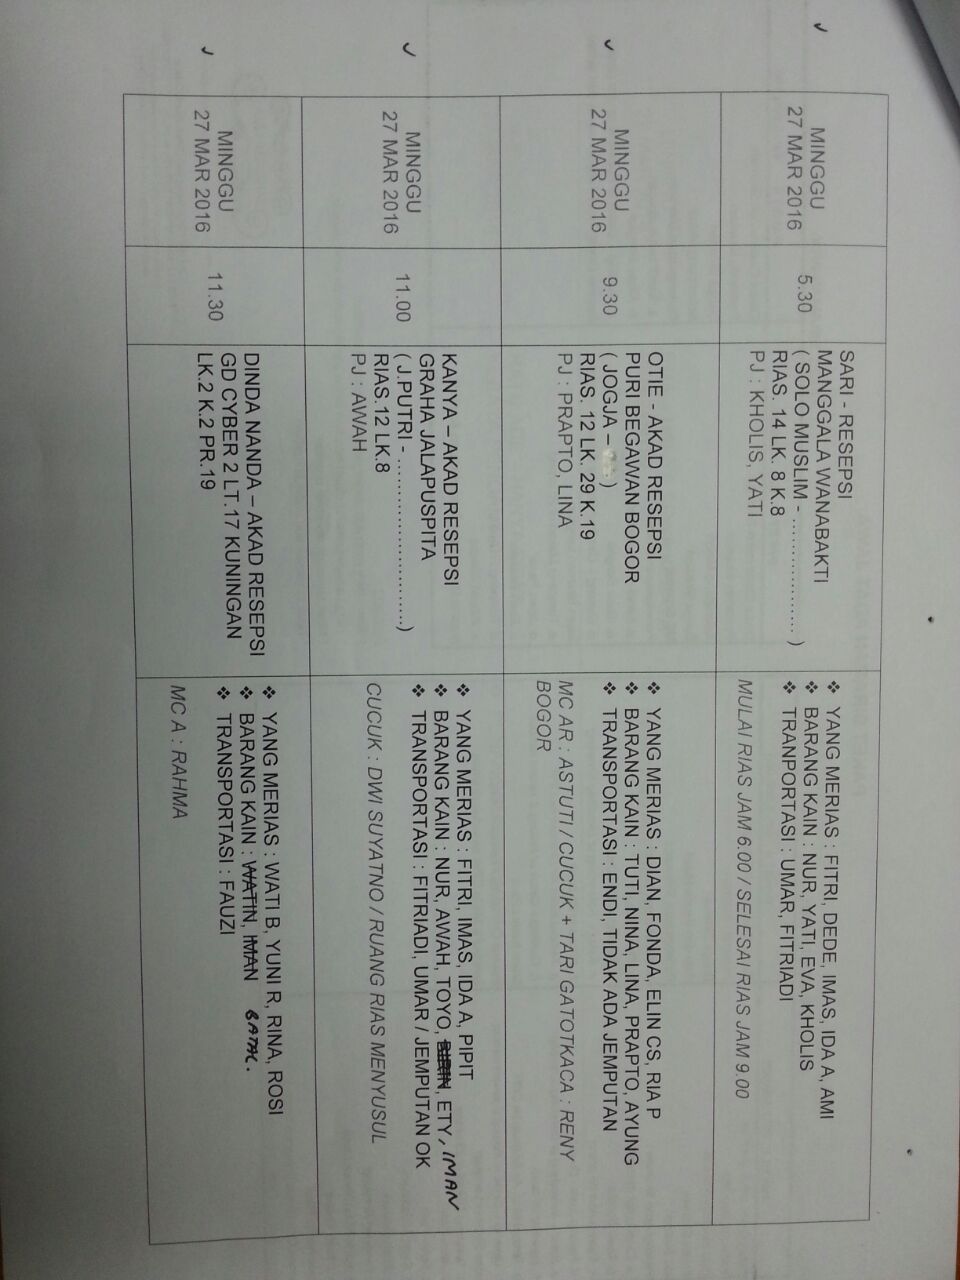 MINGGU
27 MAR 2016
5.30
SARI - RESEPSI
MANGGALA WANABAKTI
( SOLO MUSLIM - .................. )
RIAS. 14 LK. 8 K.8
PJ : KHOLIS, YATI
❖ YANG MERIAS : FITRI, DEDE, IMAS, IDA A, AMI
❖ BARANG KAIN : NUR, YATI, EVA, KHOLIS
❖ TRANPORTASI : UMAR, FITRIADI
MULAI RIAS JAM 6.00 / SELESAI RIAS JAM 9.00
MINGGU
27 MAR 2016
9.30
OTIE - AKAD RESEPSI
PURI BEGAWAN BOGOR
( JOGJA – )
RIAS. 12 LK. 29 K.19
PJ : PRAPTO, LINA
❖ YANG MERIAS : DIAN, FONDA, ELIN CS, RIA P
❖ BARANG KAIN : TUTI, NINA, LINA, PRAPTO, AYUNG
❖ TRANSPORTASI : ENDI, TIDAK ADA JEMPUTAN
MC AR : ASTUTI / CUCUK + TARI GATOTKACA : RENY
BOGOR
MINGGU
27 MAR 2016
11.00
KANYA – AKAD RESEPSI
GRAHA JALAPUSPITA
( J.PUTRI - ..........................)
RIAS.12 LK.8
PJ : AWAH
❖ YANG MERIAS : FITRI, IMAS, IDA A, PIPIT
❖ BARANG KAIN : NUR, AWAH, TOYO, BIRIN, ETY, IMAN
❖ TRANSPORTASI : FITRIADI, UMAR / JEMPUTAN OK
CUCUK : DWI SUYATNO / RUANG RIAS MENYUSUL
MINGGU
27 MAR 2016
11.30
DINDA NANDA – AKAD RESEPSI
GD CYBER 2 LT.17 KUNINGAN
LK.2 K.2 PR.19
❖ YANG MERIAS : WATI B, YUNI R, RINA, ROSI
❖ BARANG KAIN : WATIN, IMAN BATAL.
❖ TRANSPORTASI : FAUZI
MC A : RAHMA